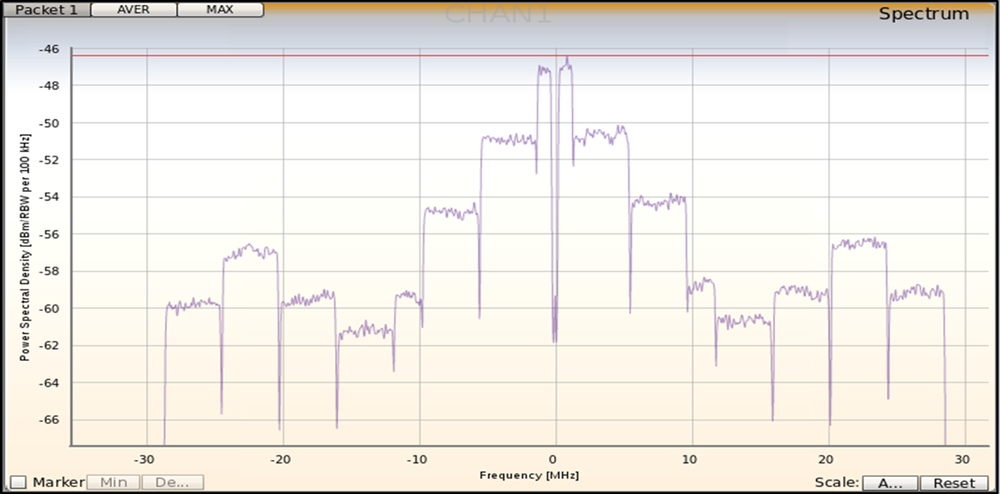 Packet 1 AVER MAX CHAN1 Spectrum
-46
-48
-50
-52
-54
-56
-58
-60
-62
-64
-66
Power Spectral Density [dBm/RBW per 100 kHz]
-30 -20 -10 0 10 20 30
Frequency [MHz]
Marker Min De... Scale: A... Reset